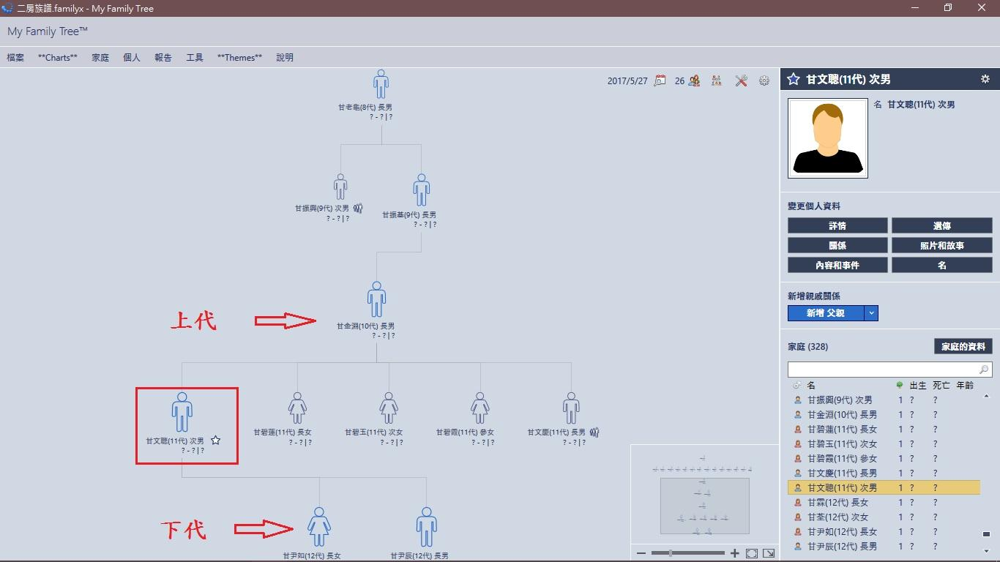 二房族譜.familyx - My Family Tree
My Family Tree™
檔案 **Charts** 家庭 個人 報告 工具 **Themes** 說明
2017/5/27 26
甘老龜(8代) 長男
? - ? | ?
甘振興(9代) 次男
? - ? | ?
甘振基(9代) 長男
? - ? | ?
上代
甘金淵(10代) 長男
? - ? | ?
甘文聰(11代) 次男
? - ? | ?
甘碧蓮(11代) 長女
? - ? | ?
甘碧玉(11代) 次女
? - ? | ?
甘碧霞(11代) 參女
? - ? | ?
甘文慶(11代) 長男
? - ? | ?
下代
甘尹如(12代) 長女
甘尹辰(12代) 長男
甘文聰(11代) 次男
名 甘文聰(11代) 次男
變更個人資料
詳情 遺傳
關係 照片和故事
內容和事件 名
新增親戚關係
新增 父親
家庭 (328) 家庭的資料
名 出生 死亡 年齡
甘振興(9代) 次男 1 ? ?
甘金淵(10代) 長男 1 ? ?
甘碧蓮(11代) 長女 1 ? ?
甘碧玉(11代) 次女 1 ? ?
甘碧霞(11代) 參女 1 ? ?
甘文慶(11代) 長男 1 ? ?
甘文聰(11代) 次男 1 ? ?
甘霖(12代) 長女 1 ? ?
甘荃(12代) 次女 1 ? ?
甘尹如(12代) 長女 1 ? ?
甘尹辰(12代) 長男 1 ? ?